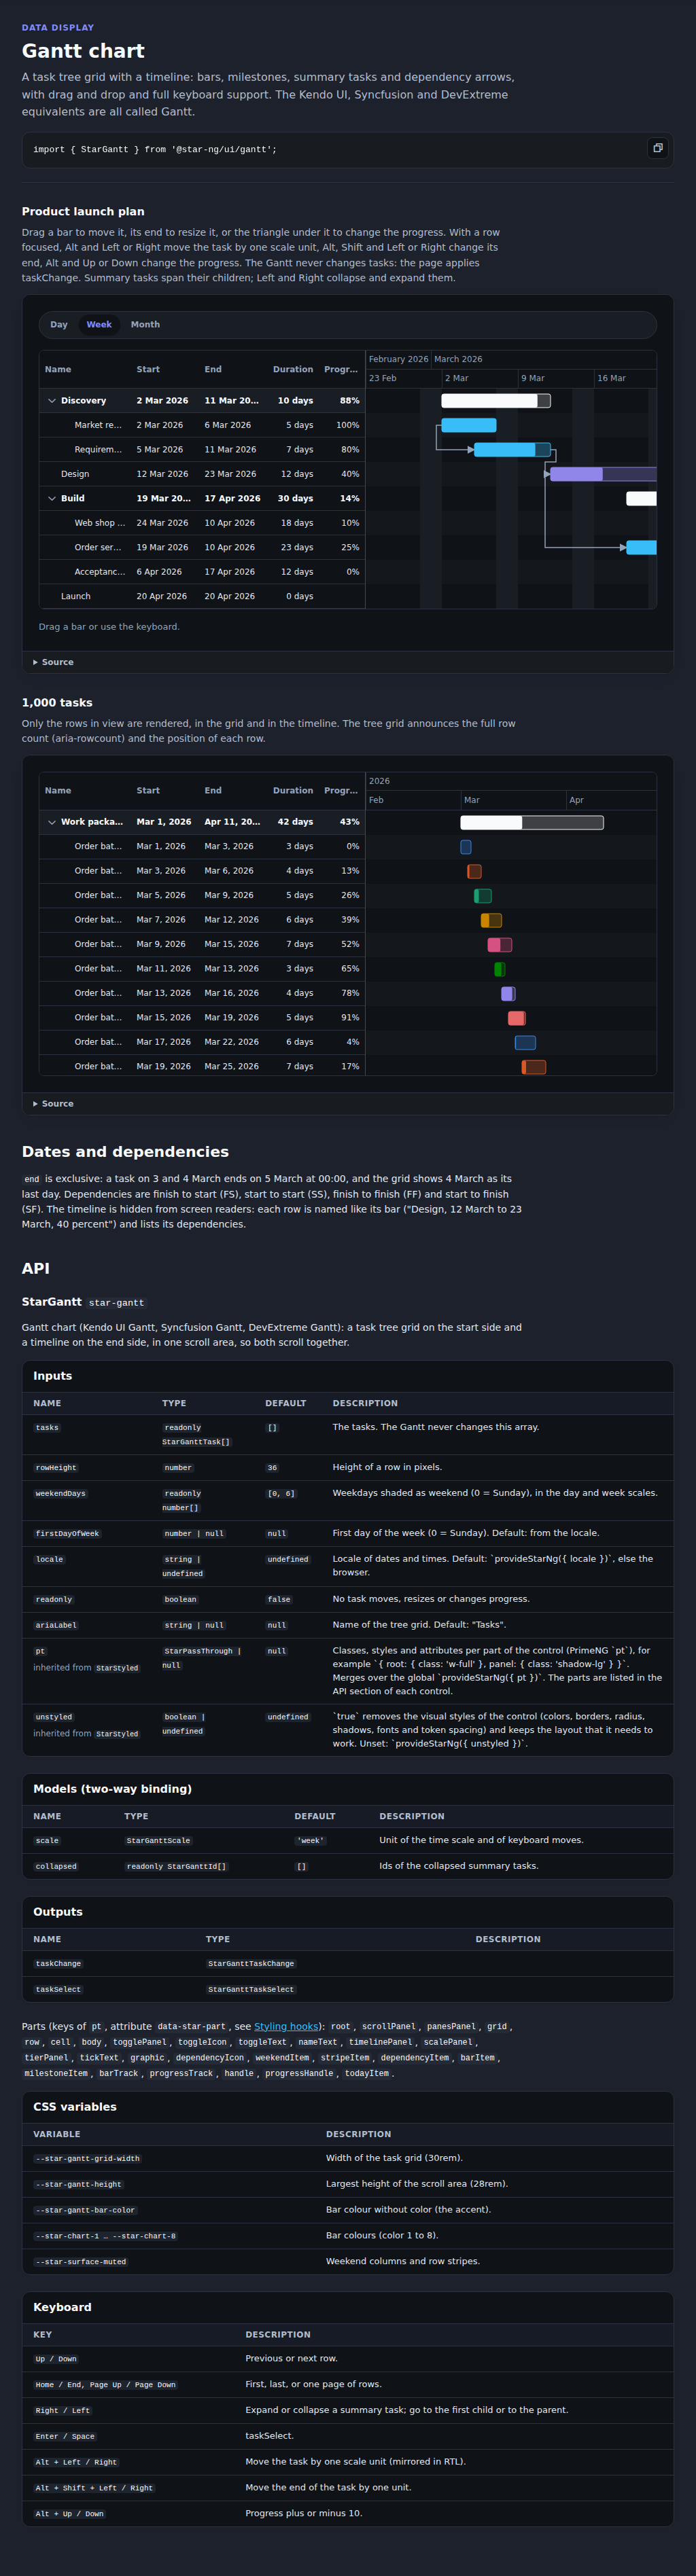 DATA DISPLAY
Gantt chart
A task tree grid with a timeline: bars, milestones, summary tasks and dependency arrows,
with drag and drop and full keyboard support. The Kendo UI, Syncfusion and DevExtreme
equivalents are all called Gantt.
import { StarGantt } from '@star-ng/ui/gantt';
Product launch plan
Drag a bar to move it, its end to resize it, or the triangle under it to change the progress. With a row
focused, Alt and Left or Right move the task by one scale unit, Alt, Shift and Left or Right change its
end, Alt and Up or Down change the progress. The Gantt never changes tasks: the page applies
taskChange. Summary tasks span their children; Left and Right collapse and expand them.
Day Week Month
Name Start End Duration Progr… February 2026 March 2026
23 Feb 2 Mar 9 Mar 16 Mar
Discovery 2 Mar 2026 11 Mar 20… 10 days 88%
Market re… 2 Mar 2026 6 Mar 2026 5 days 100%
Requirem… 5 Mar 2026 11 Mar 2026 7 days 80%
Design 12 Mar 2026 23 Mar 2026 12 days 40%
Build 19 Mar 20… 17 Apr 2026 30 days 14%
Web shop … 24 Mar 2026 10 Apr 2026 18 days 10%
Order ser… 19 Mar 2026 10 Apr 2026 23 days 25%
Acceptanc… 6 Apr 2026 17 Apr 2026 12 days 0%
Launch 20 Apr 2026 20 Apr 2026 0 days
Drag a bar or use the keyboard.
Source
1,000 tasks
Only the rows in view are rendered, in the grid and in the timeline. The tree grid announces the full row
count (aria-rowcount) and the position of each row.
Name Start End Duration Progr… 2026
Feb Mar Apr
Work packa… Mar 1, 2026 Apr 11, 20… 42 days 43%
Order bat… Mar 1, 2026 Mar 3, 2026 3 days 0%
Order bat… Mar 3, 2026 Mar 6, 2026 4 days 13%
Order bat… Mar 5, 2026 Mar 9, 2026 5 days 26%
Order bat… Mar 7, 2026 Mar 12, 2026 6 days 39%
Order bat… Mar 9, 2026 Mar 15, 2026 7 days 52%
Order bat… Mar 11, 2026 Mar 13, 2026 3 days 65%
Order bat… Mar 13, 2026 Mar 16, 2026 4 days 78%
Order bat… Mar 15, 2026 Mar 19, 2026 5 days 91%
Order bat… Mar 17, 2026 Mar 22, 2026 6 days 4%
Order bat… Mar 19, 2026 Mar 25, 2026 7 days 17%
Source
Dates and dependencies
end is exclusive: a task on 3 and 4 March ends on 5 March at 00:00, and the grid shows 4 March as its
last day. Dependencies are finish to start (FS), start to start (SS), finish to finish (FF) and start to finish
(SF). The timeline is hidden from screen readers: each row is named like its bar ("Design, 12 March to 23
March, 40 percent") and lists its dependencies.
API
StarGantt star-gantt
Gantt chart (Kendo UI Gantt, Syncfusion Gantt, DevExtreme Gantt): a task tree grid on the start side and
a timeline on the end side, in one scroll area, so both scroll together.
Inputs
NAME TYPE DEFAULT DESCRIPTION
tasks readonly StarGanttTask[] [] The tasks. The Gantt never changes this array.
rowHeight number 36 Height of a row in pixels.
weekendDays readonly number[] [0, 6] Weekdays shaded as weekend (0 = Sunday), in the day and week scales.
firstDayOfWeek number | null null First day of the week (0 = Sunday). Default: from the locale.
locale string | undefined undefined Locale of dates and times. Default: `provideStarNg({ locale })`, else the
browser.
readonly boolean false No task moves, resizes or changes progress.
ariaLabel string | null null Name of the tree grid. Default: "Tasks".
pt StarPassThrough | null null Classes, styles and attributes per part of the control (PrimeNG `pt`), for
inherited from StarStyled example `{ root: { class: 'w-full' }, panel: { class: 'shadow-lg' } }`.
Merges over the global `provideStarNg({ pt })`. The parts are listed in the
API section of each control.
unstyled boolean | undefined undefined `true` removes the visual styles of the control (colors, borders, radius,
inherited from StarStyled shadows, fonts and token spacing) and keeps the layout that it needs to
work. Unset: `provideStarNg({ unstyled })`.
Models (two-way binding)
NAME TYPE DEFAULT DESCRIPTION
scale StarGanttScale 'week' Unit of the time scale and of keyboard moves.
collapsed readonly StarGanttId[] [] Ids of the collapsed summary tasks.
Outputs
NAME TYPE DESCRIPTION
taskChange StarGanttTaskChange
taskSelect StarGanttTaskSelect
Parts (keys of pt, attribute data-star-part, see Styling hooks): root, scrollPanel, panesPanel, grid,
row, cell, body, togglePanel, toggleIcon, toggleText, nameText, timelinePanel, scalePanel,
tierPanel, tickText, graphic, dependencyIcon, weekendItem, stripeItem, dependencyItem, barItem,
milestoneItem, barTrack, progressTrack, handle, progressHandle, todayItem.
CSS variables
VARIABLE DESCRIPTION
--star-gantt-grid-width Width of the task grid (30rem).
--star-gantt-height Largest height of the scroll area (28rem).
--star-gantt-bar-color Bar colour without color (the accent).
--star-chart-1 … --star-chart-8 Bar colours (color 1 to 8).
--star-surface-muted Weekend columns and row stripes.
Keyboard
KEY DESCRIPTION
Up / Down Previous or next row.
Home / End, Page Up / Page Down First, last, or one page of rows.
Right / Left Expand or collapse a summary task; go to the first child or to the parent.
Enter / Space taskSelect.
Alt + Left / Right Move the task by one scale unit (mirrored in RTL).
Alt + Shift + Left / Right Move the end of the task by one unit.
Alt + Up / Down Progress plus or minus 10.